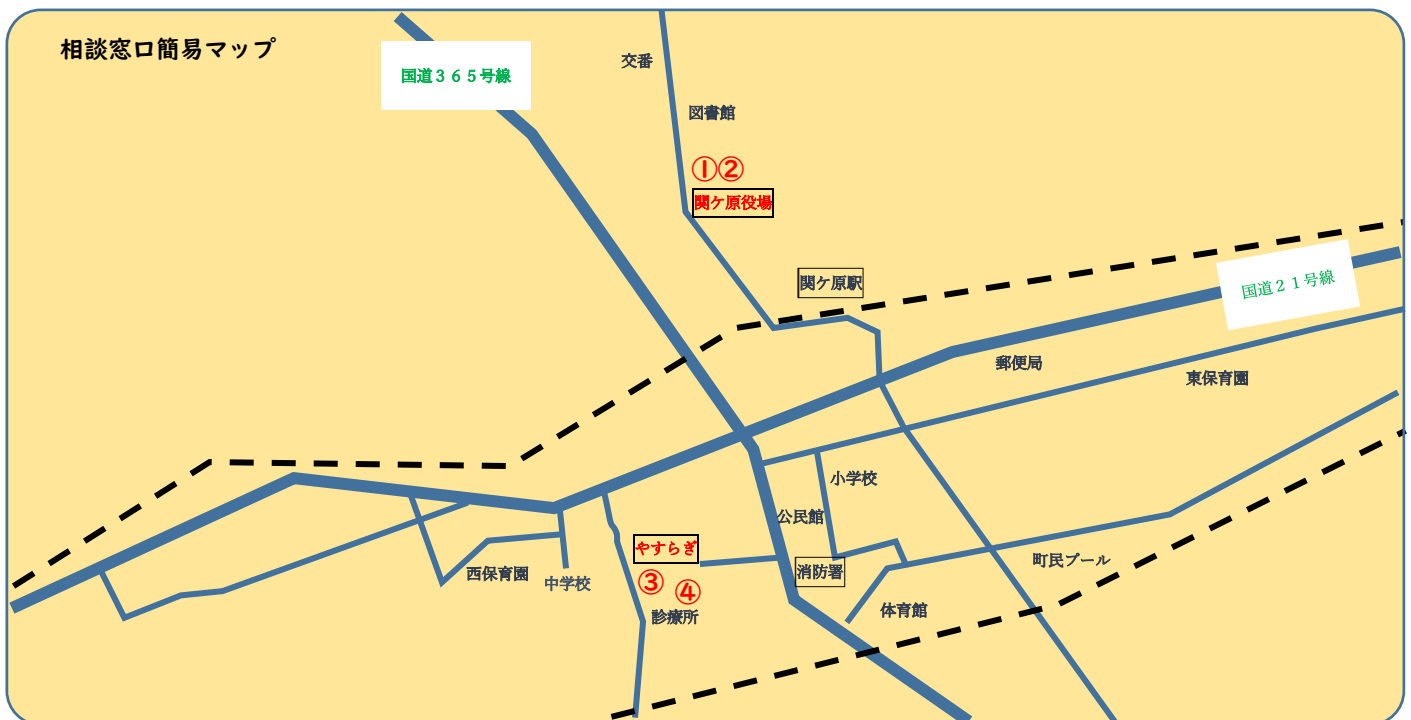 相談窓口簡易マップ
交番
国道３６５号線
図書館
①②
関ケ原役場
関ケ原駅
国道２１号線
郵便局
東保育園
小学校
公民館
やすらぎ
町民プール
西保育園
消防署
中学校
③
④
体育館
診療所